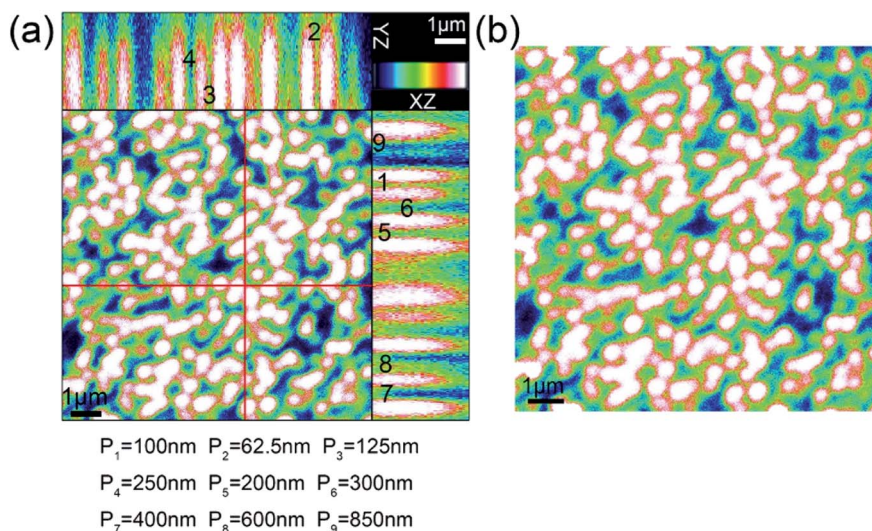 (a)
2
YZ
1µm
(b)
4
3
XZ
9
1
6
5
8
7
1µm
1µm
P₁=100nm P₂=62.5nm P₃=125nm
P₄=250nm P₅=200nm P₆=300nm
P₇=400nm P₈=600nm P₉=850nm